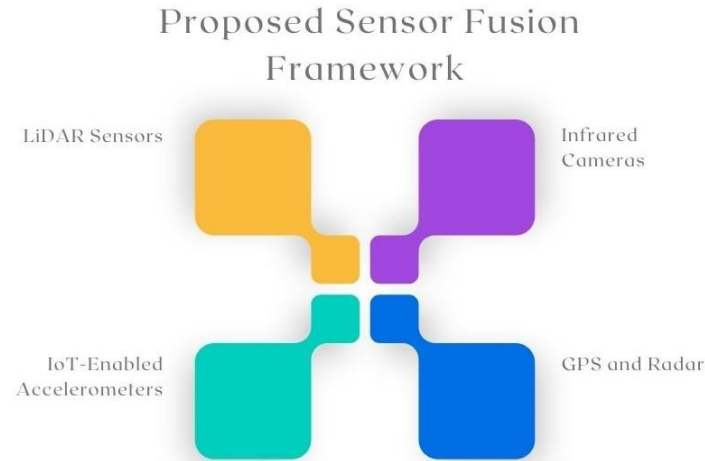 Proposed Sensor Fusion
Framework
LiDAR Sensors
Infrared
Cameras
IoT-Enabled
Accelerometers
GPS and Radar